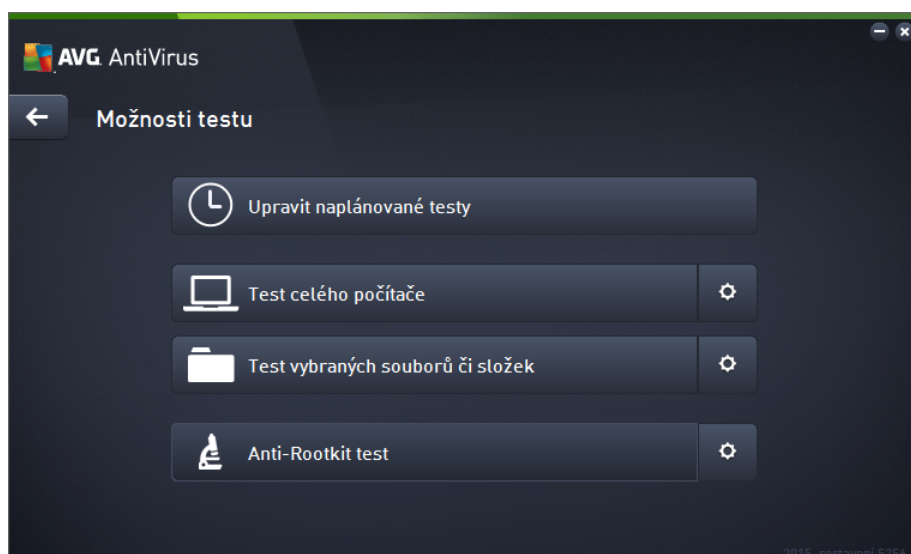 AVG. AntiVirus
Možnosti testu
Upravit naplánované testy
Test celého počítače
Test vybraných souborů či složek
Anti-Rootkit test